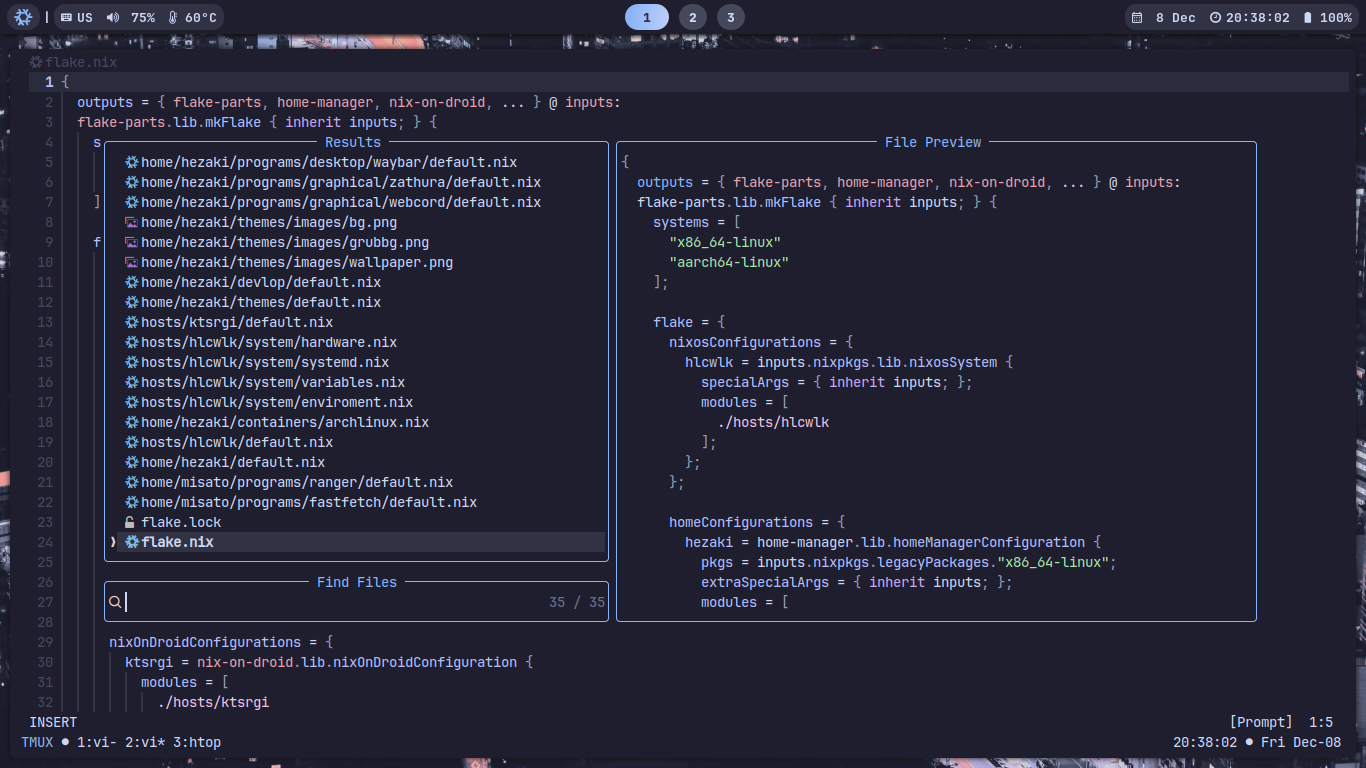 US 75% 60°C 1 2 3 8 Dec 20:38:02 100%
flake.nix
1 {
2 outputs = { flake-parts, home-manager, nix-on-droid, ... } @ inputs:
3 flake-parts.lib.mkFlake { inherit inputs; } {
4 s
5
6
7 ]
8
9 f
10
11
12
13
14
15
16
17
18
19
20
21
22
23
24
25
26
27
28
Results
home/hezaki/programs/desktop/waybar/default.nix
home/hezaki/programs/graphical/zathura/default.nix
home/hezaki/programs/graphical/webcord/default.nix
home/hezaki/themes/images/bg.png
home/hezaki/themes/images/grubbg.png
home/hezaki/themes/images/wallpaper.png
home/hezaki/devlop/default.nix
home/hezaki/themes/default.nix
hosts/ktsrgi/default.nix
hosts/hlcwlk/system/hardware.nix
hosts/hlcwlk/system/systemd.nix
hosts/hlcwlk/system/variables.nix
hosts/hlcwlk/system/enviroment.nix
home/hezaki/containers/archlinux.nix
hosts/hlcwlk/default.nix
home/hezaki/default.nix
home/misato/programs/ranger/default.nix
home/misato/programs/fastfetch/default.nix
flake.lock
❯ flake.nix
Find Files
35 / 35
File Preview
{
outputs = { flake-parts, home-manager, nix-on-droid, ... } @ inputs:
flake-parts.lib.mkFlake { inherit inputs; } {
systems = [
"x86_64-linux"
"aarch64-linux"
];
flake = {
nixosConfigurations = {
hlcwlk = inputs.nixpkgs.lib.nixosSystem {
specialArgs = { inherit inputs; };
modules = [
./hosts/hlcwlk
];
};
};
homeConfigurations = {
hezaki = home-manager.lib.homeManagerConfiguration {
pkgs = inputs.nixpkgs.legacyPackages."x86_64-linux";
extraSpecialArgs = { inherit inputs; };
modules = [
29 nixOnDroidConfigurations = {
30 ktsrgi = nix-on-droid.lib.nixOnDroidConfiguration {
31 modules = [
32 ./hosts/ktsrgi
INSERT [Prompt] 1:5
TMUX ● 1:vi- 2:vi* 3:htop 20:38:02 ● Fri Dec-08